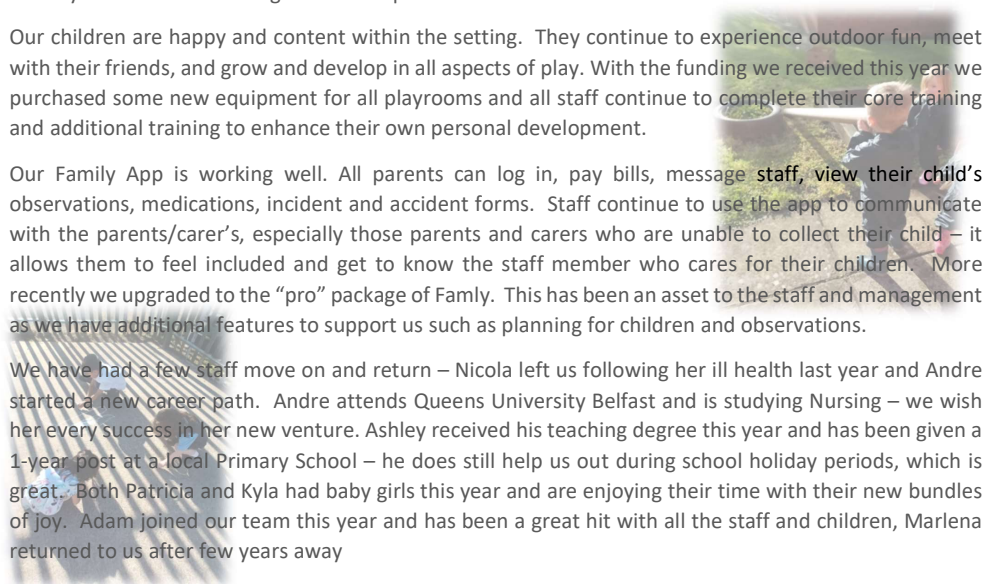 Our children are happy and content within the setting.  They continue to experience outdoor fun, meet
with their friends, and grow and develop in all aspects of play. With the funding we received this year we
purchased some new equipment for all playrooms and all staff continue to complete their core training
and additional training to enhance their own personal development.
Our Family App is working well. All parents can log in, pay bills, message staff, view their child’s
observations, medications, incident and accident forms.  Staff continue to use the app to communicate
with the parents/carer’s, especially those parents and carers who are unable to collect their child – it
allows them to feel included and get to know the staff member who cares for their children.  More
recently we upgraded to the “pro” package of Famly.  This has been an asset to the staff and management
as we have additional features to support us such as planning for children and observations.
We have had a few staff move on and return – Nicola left us following her ill health last year and Andre
started a new career path.  Andre attends Queens University Belfast and is studying Nursing – we wish
her every success in her new venture. Ashley received his teaching degree this year and has been given a
1-year post at a local Primary School – he does still help us out during school holiday periods, which is
great.  Both Patricia and Kyla had baby girls this year and are enjoying their time with their new bundles
of joy.  Adam joined our team this year and has been a great hit with all the staff and children, Marlena
returned to us after few years away